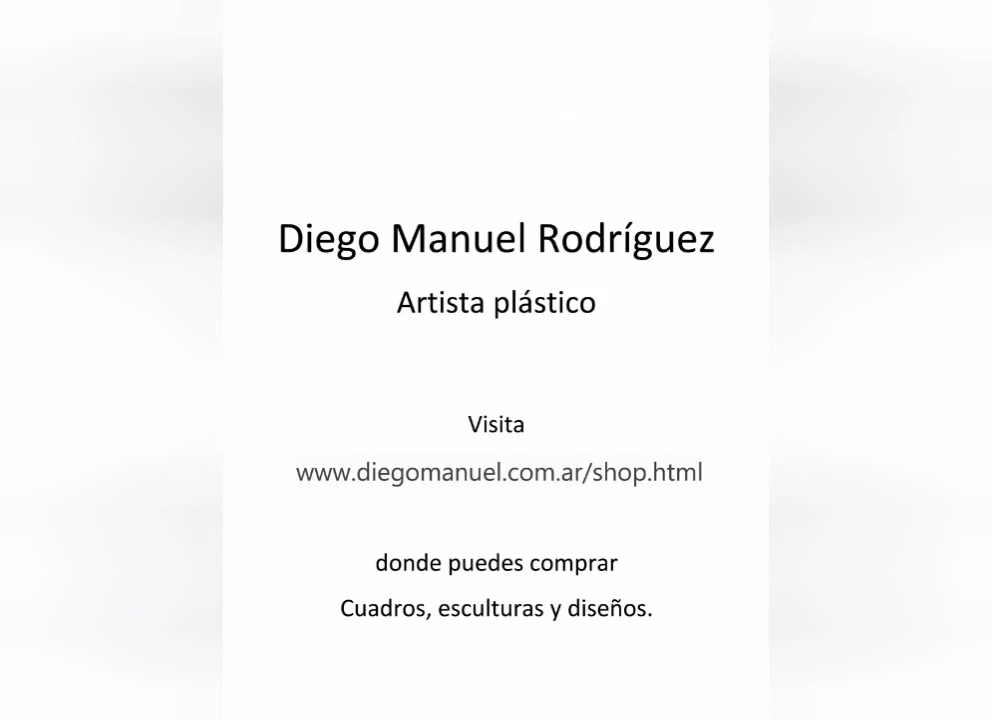 Diego Manuel Rodríguez
Artista plástico
Visita
www.diegomanuel.com.ar/shop.html
donde puedes comprar
Cuadros, esculturas y diseños.